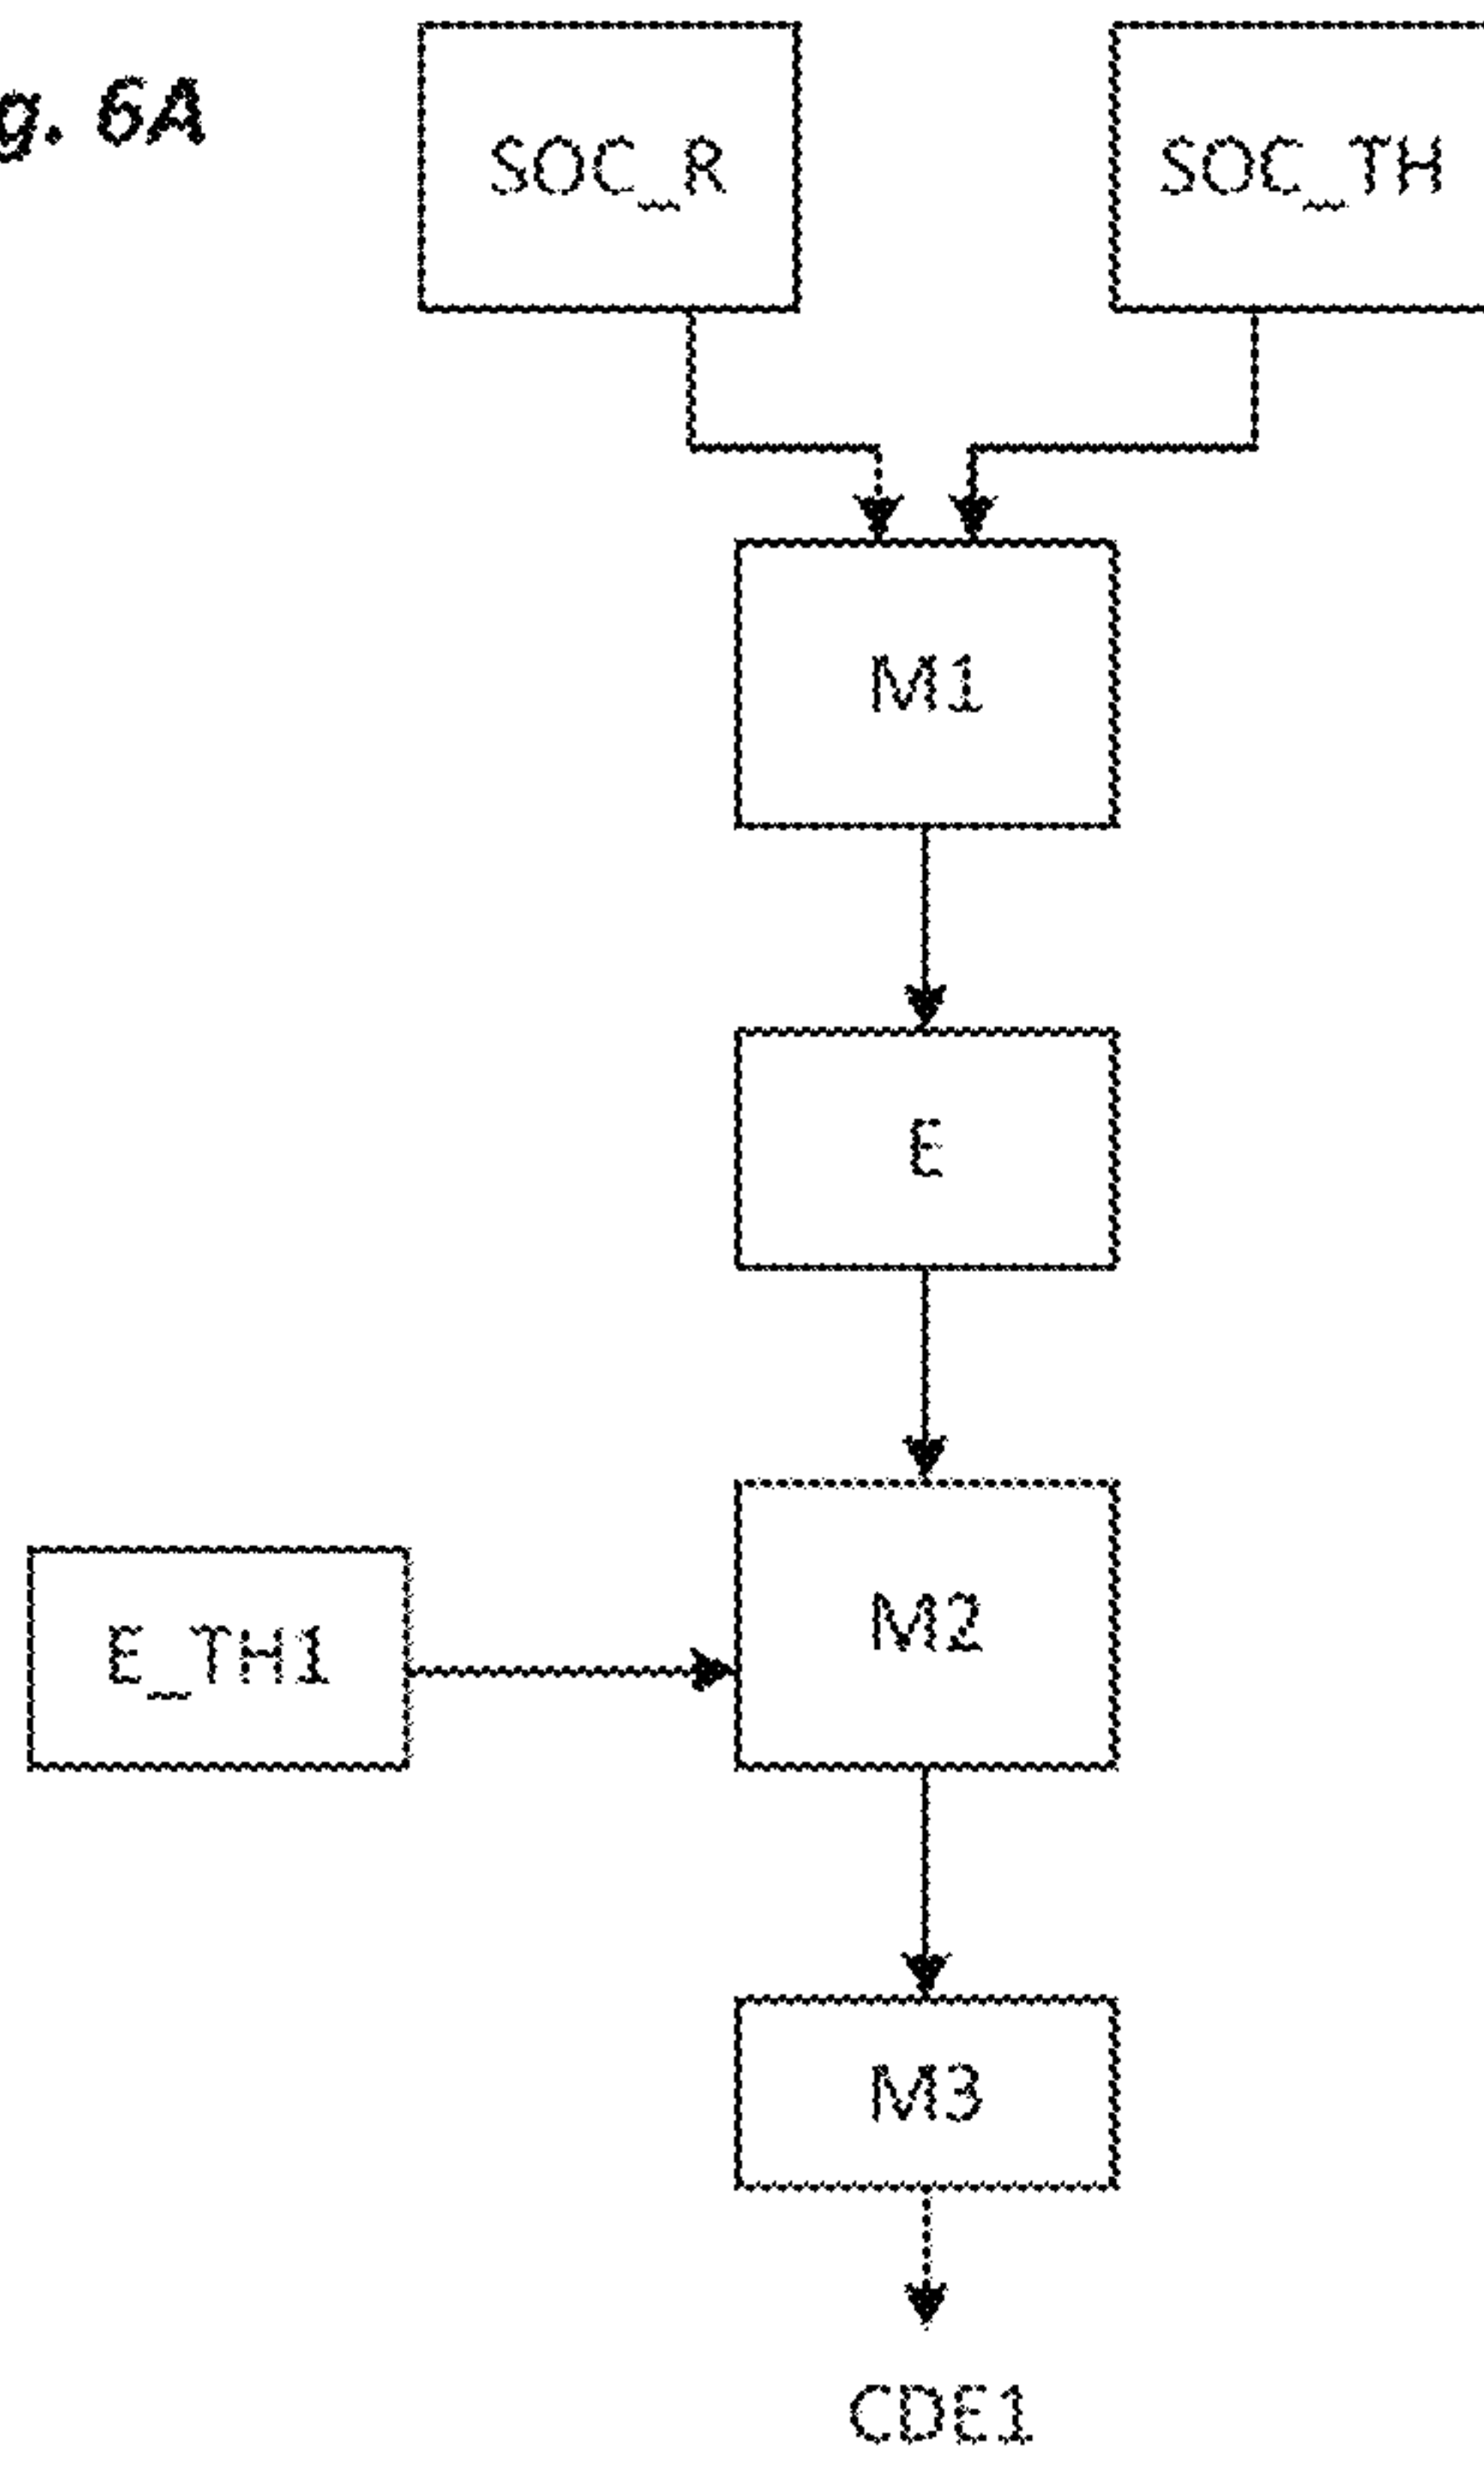 g. 6A
SOC_R
SOC_TH
M1
E
M2
E_TH1
M3
CDE1